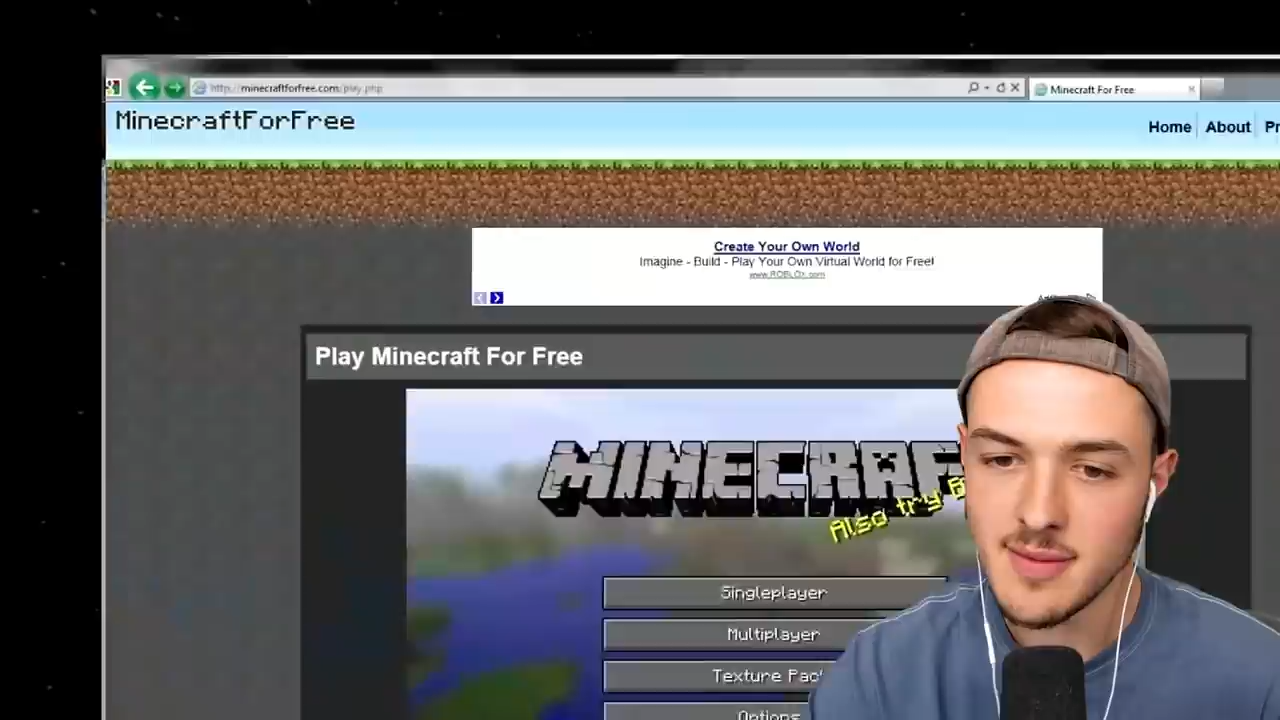 http://minecraftforfree.com/play.php
Minecraft For Free
MinecraftForFree
Home
About
Create Your Own World
Imagine - Build - Play Your Own Virtual World for Free!
www.ROBLOX.com
Play Minecraft For Free
MINECRAF
Also try
Singleplayer
Multiplayer
Texture Pac
Options